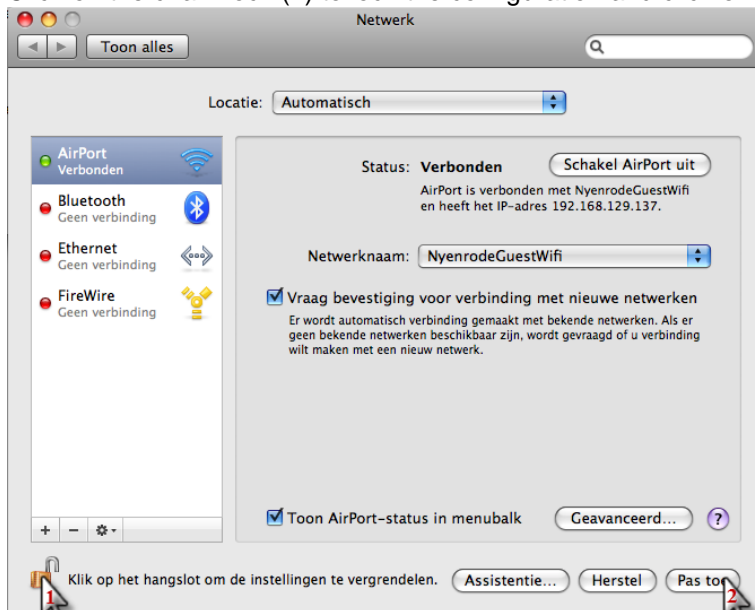 Netwerk
Toon alles
Locatie: Automatisch
AirPort
Verbonden
Bluetooth
Geen verbinding
Ethernet
Geen verbinding
FireWire
Geen verbinding
Status: Verbonden Schakel AirPort uit
AirPort is verbonden met NyenrodeGuestWifi
en heeft het IP-adres 192.168.129.137.
Netwerknaam: NyenrodeGuestWifi
Vraag bevestiging voor verbinding met nieuwe netwerken
Er wordt automatisch verbinding gemaakt met bekende netwerken. Als er
geen bekende netwerken beschikbaar zijn, wordt gevraagd of u verbinding
wilt maken met een nieuw netwerk.
Toon AirPort-status in menubalk Geavanceerd... ?
Klik op het hangslot om de instellingen te vergrendelen. Assistentie... Herstel Pas toe
1 2